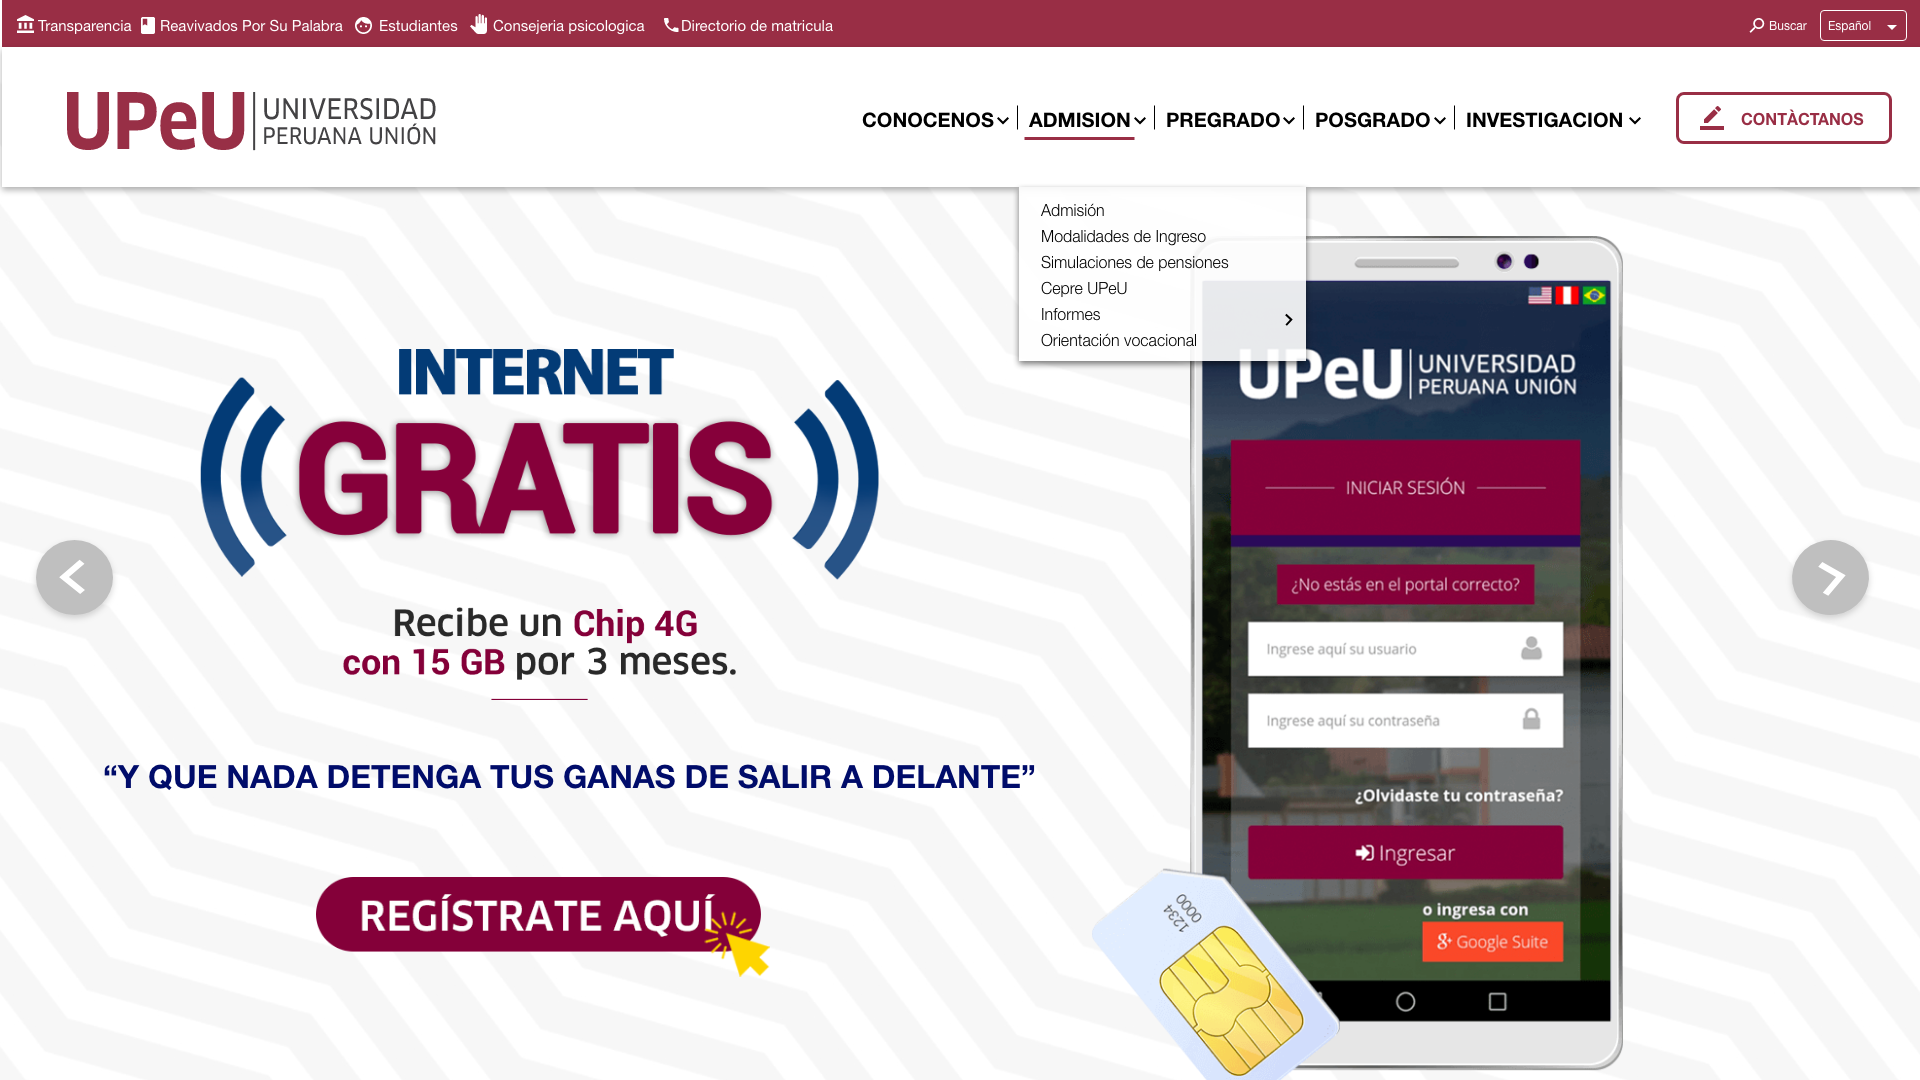 Transparencia Reavivados Por Su Palabra Estudiantes Consejeria psicologica Directorio de matricula Buscar Español
UPeU UNIVERSIDAD
PERUANA UNIÓN
CONOCENOS ADMISION PREGRADO POSGRADO INVESTIGACION CONTÀCTANOS
Admisión
Modalidades de Ingreso
Simulaciones de pensiones
Cepre UPeU
Informes
Orientación vocacional
INTERNET
GRATIS
Recibe un Chip 4G
con 15 GB por 3 meses.
“Y QUE NADA DETENGA TUS GANAS DE SALIR A DELANTE”
REGÍSTRATE AQUÍ
UPeU UNIVERSIDAD
PERUANA UNIÓN
INICIAR SESIÓN
¿No estás en el portal correcto?
Ingrese aquí su usuario
Ingrese aquí su contraseña
¿Olvidaste tu contraseña?
Ingresar
o ingresa con
g+ Google Suite
0000
1234